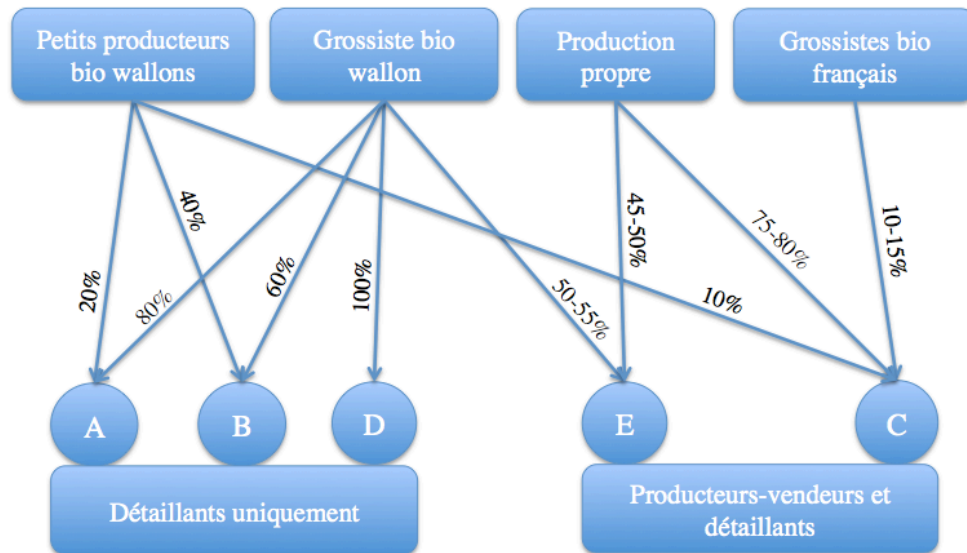 Petits producteurs
bio wallons
Grossiste bio
wallon
Production
propre
Grossistes bio
français
20%
40%
80%
60%
100%
50-55%
45-50%
10%
75-80%
10-15%
A
B
D
E
C
Détaillants uniquement
Producteurs-vendeurs et
détaillants